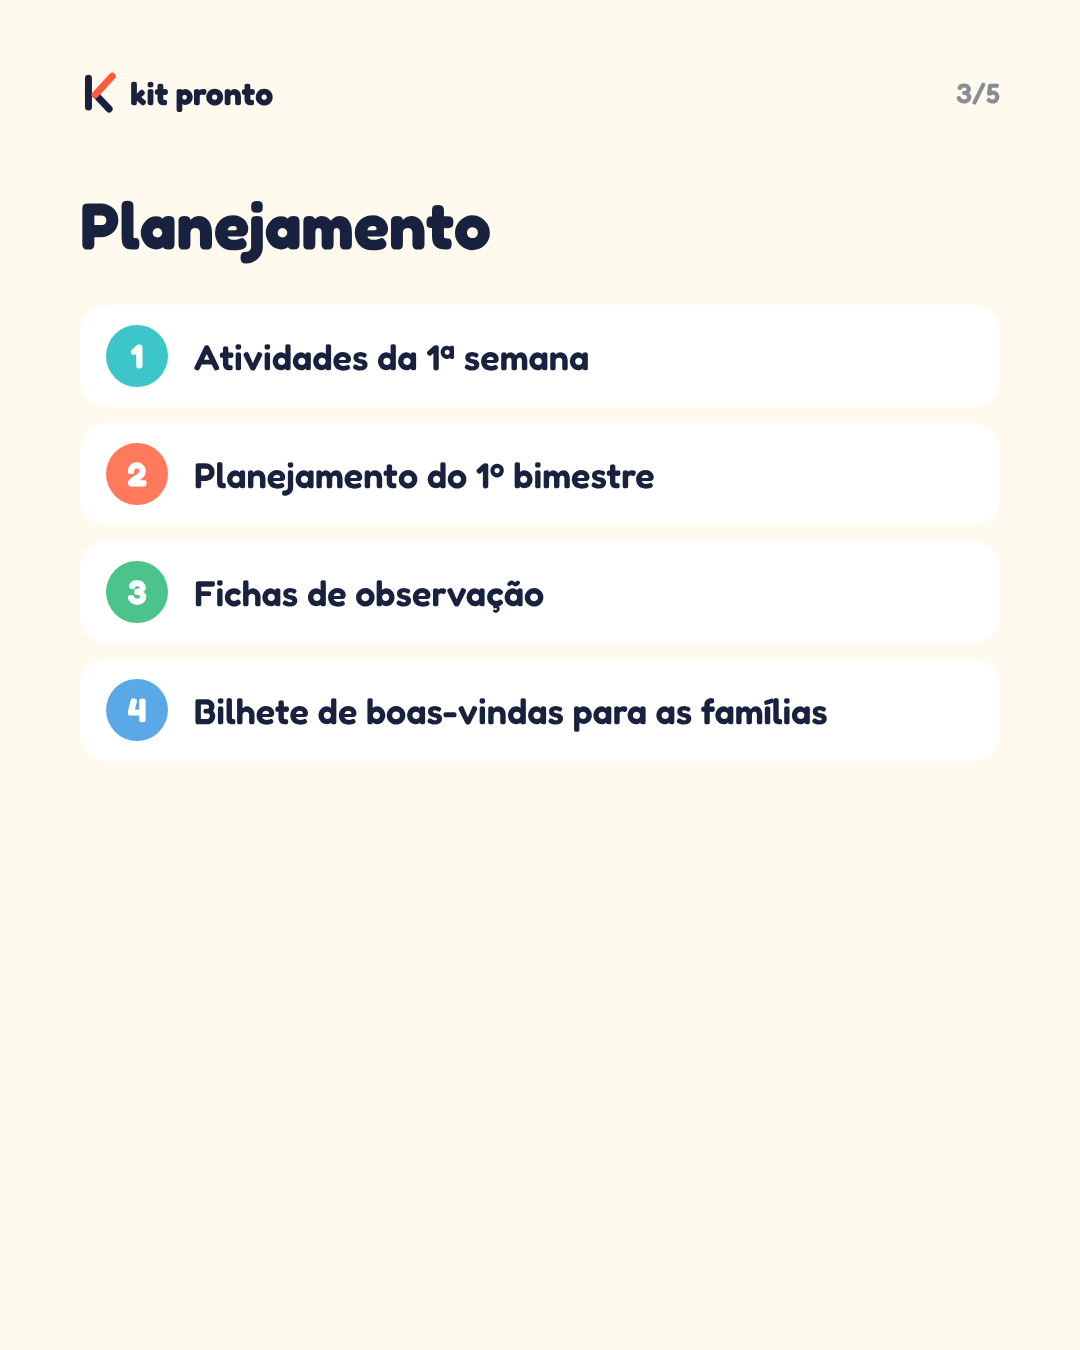 kit pronto
3/5
Planejamento
1 Atividades da 1ª semana
2 Planejamento do 1º bimestre
3 Fichas de observação
4 Bilhete de boas-vindas para as famílias